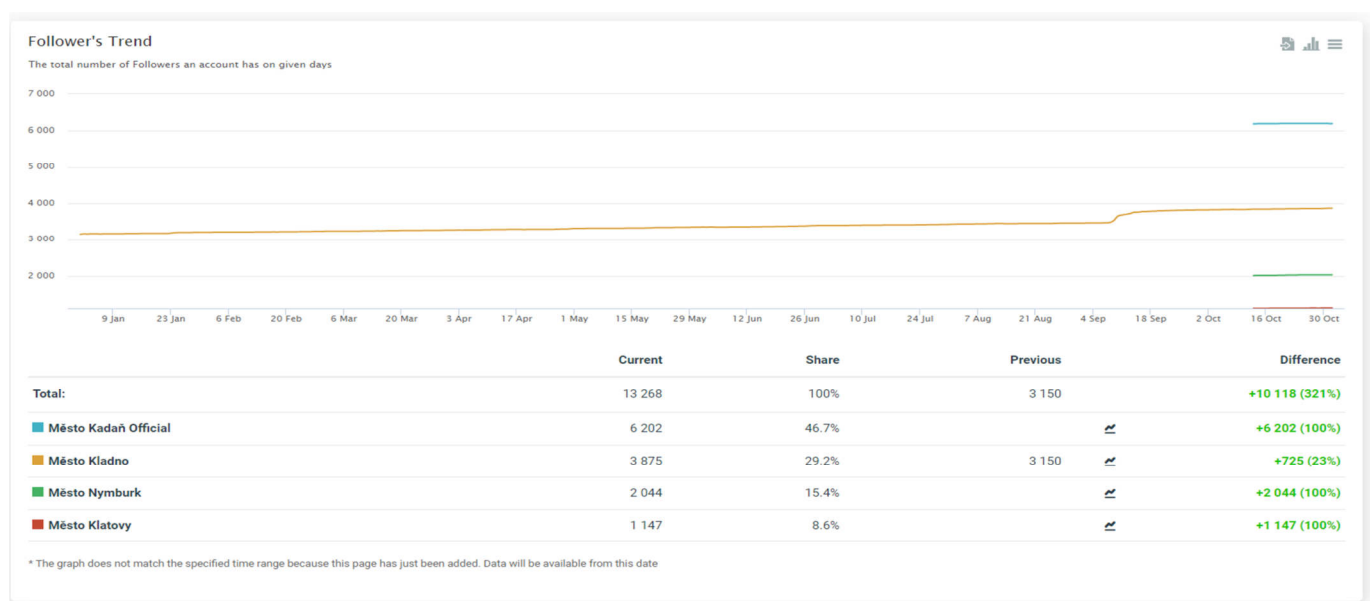 Follower's Trend
The total number of Followers an account has on given days
7 000
6 000
5 000
4 000
3 000
2 000
9 Jan 23 Jan 6 Feb 20 Feb 6 Mar 20 Mar 3 Apr 17 Apr 1 May 15 May 29 May 12 Jun 26 Jun 10 Jul 24 Jul 7 Aug 21 Aug 4 Sep 18 Sep 2 Oct 16 Oct 30 Oct
Current Share Previous Difference
Total: 13 268 100% 3 150 +10 118 (321%)
Město Kadaň Official 6 202 46.7% +6 202 (100%)
Město Kladno 3 875 29.2% 3 150 +725 (23%)
Město Nymburk 2 044 15.4% +2 044 (100%)
Město Klatovy 1 147 8.6% +1 147 (100%)
* The graph does not match the specified time range because this page has just been added. Data will be available from this date